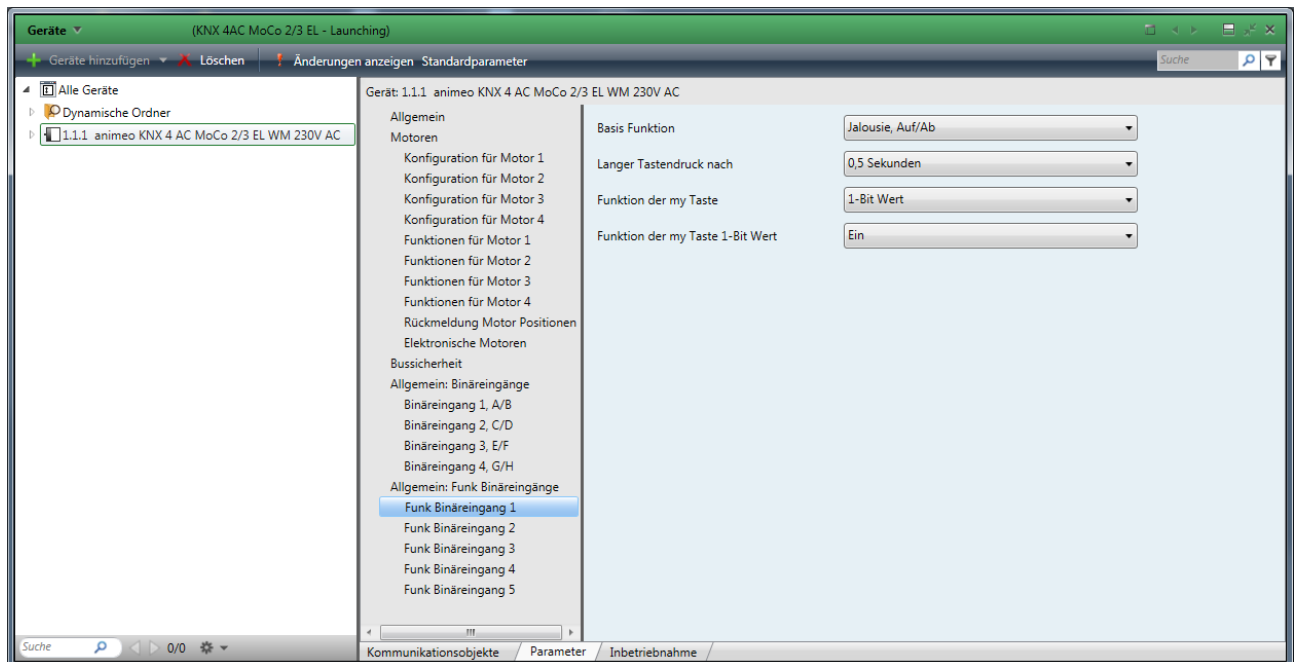 Geräte (KNX 4AC MoCo 2/3 EL - Launching)
Geräte hinzufügen Löschen Änderungen anzeigen Standardparameter Suche
Alle Geräte
Dynamische Ordner
1.1.1 animeo KNX 4 AC MoCo 2/3 EL WM 230V AC
Suche 0/0
Gerät: 1.1.1 animeo KNX 4 AC MoCo 2/3 EL WM 230V AC
Allgemein
Motoren
Konfiguration für Motor 1
Konfiguration für Motor 2
Konfiguration für Motor 3
Konfiguration für Motor 4
Funktionen für Motor 1
Funktionen für Motor 2
Funktionen für Motor 3
Funktionen für Motor 4
Rückmeldung Motor Positionen
Elektronische Motoren
Bussicherheit
Allgemein: Binäreingänge
Binäreingang 1, A/B
Binäreingang 2, C/D
Binäreingang 3, E/F
Binäreingang 4, G/H
Allgemein: Funk Binäreingänge
Funk Binäreingang 1
Funk Binäreingang 2
Funk Binäreingang 3
Funk Binäreingang 4
Funk Binäreingang 5
Basis Funktion Jalousie, Auf/Ab
Langer Tastendruck nach 0,5 Sekunden
Funktion der my Taste 1-Bit Wert
Funktion der my Taste 1-Bit Wert Ein
Kommunikationsobjekte Parameter Inbetriebnahme